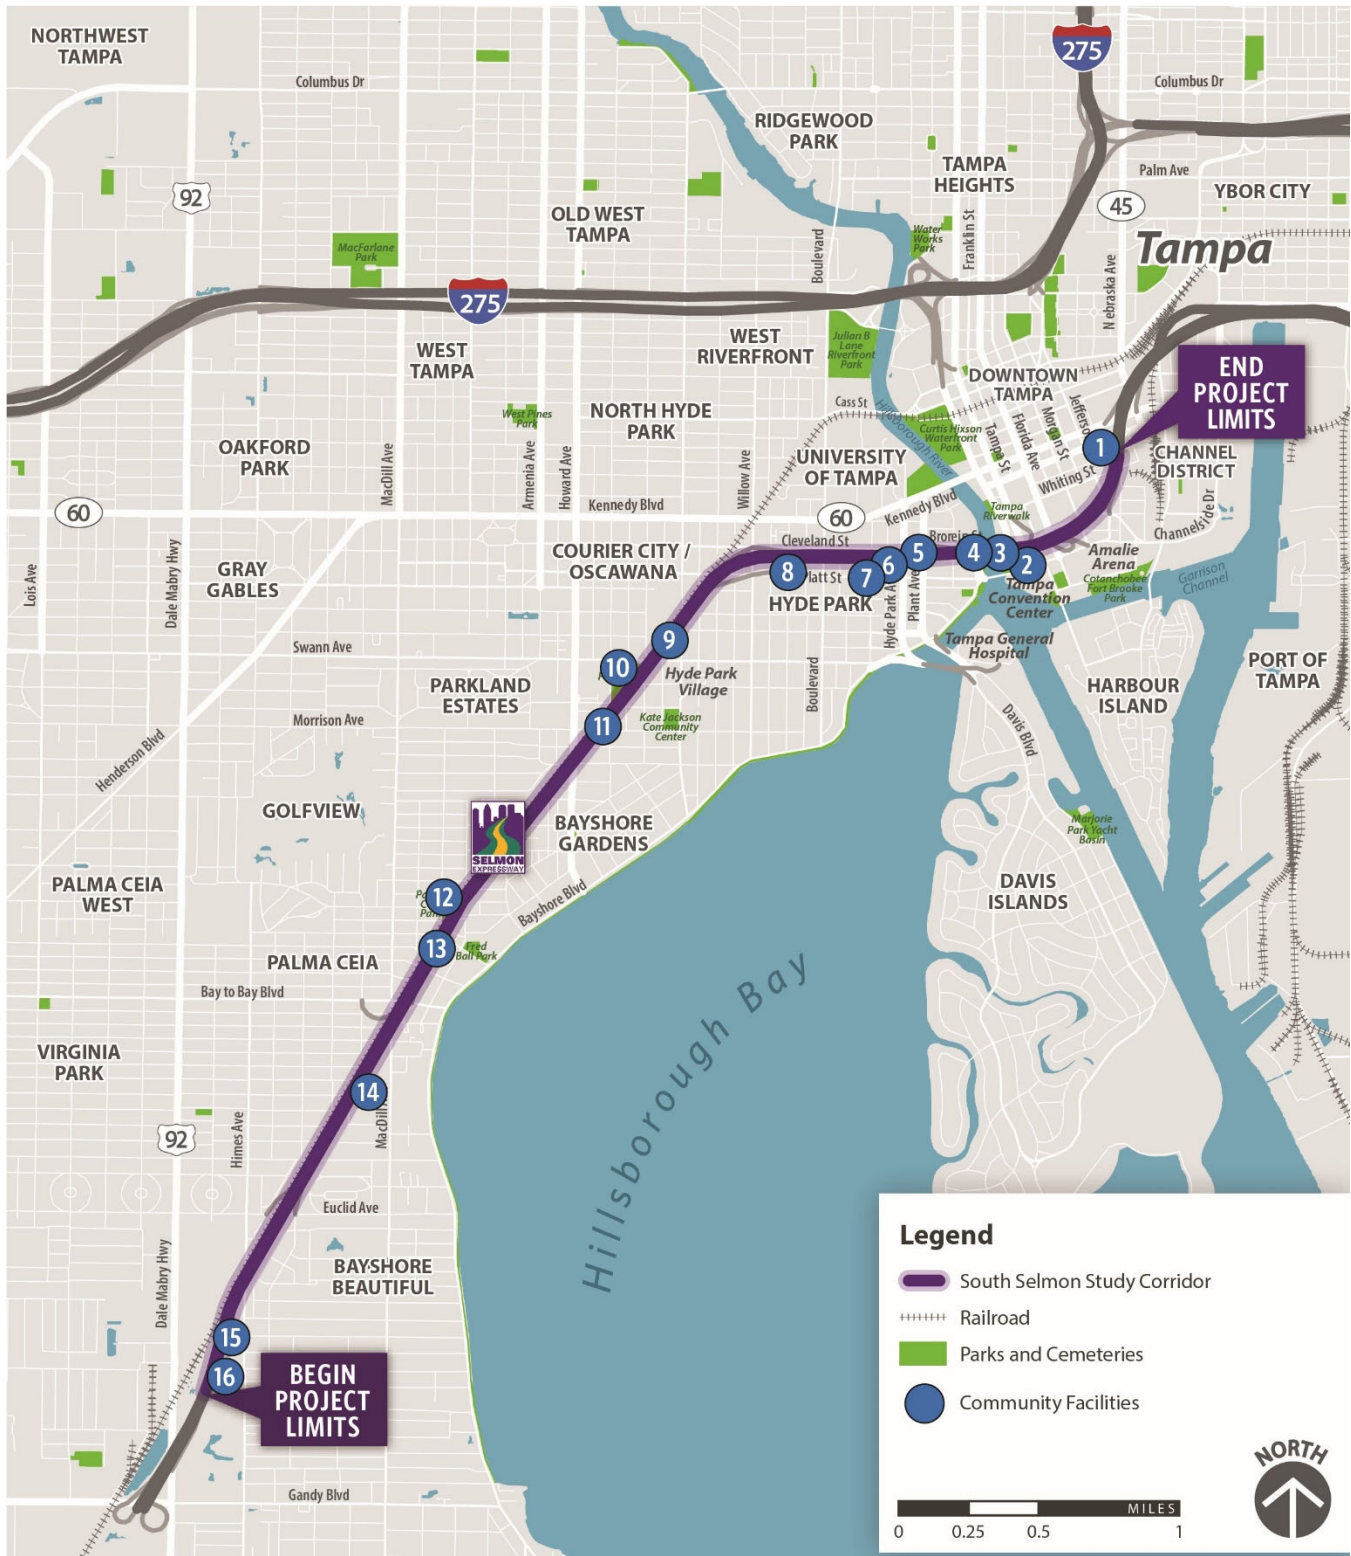 NORTHWEST
TAMPA
Columbus Dr
275
Columbus Dr
RIDGEWOOD
PARK
TAMPA
HEIGHTS
Palm Ave
92
45
YBOR CITY
OLD WEST
TAMPA
Boulevard
Water
Works
Park
Franklin St
Tampa
MacFarlane
Park
Nebraska Ave
275
WEST
TAMPA
WEST
RIVERFRONT
Julian B
Lane
Riverfront
Park
END
PROJECT
LIMITS
DOWNTOWN
TAMPA
Cass St
West Pines
Park
NORTH HYDE
PARK
Hillsborough River
Curtis Hixson
Waterfront
Park
Tampa St
Florida Ave
Morgan St
1
OAKFORD
PARK
MacDill Ave
Armenia Ave
Howard Ave
Willow Ave
UNIVERSITY
OF TAMPA
Whiting St
CHANNEL
DISTRICT
60
Kennedy Blvd
60
Kennedy Blvd
Tampa
Riverwalk
Channelside Dr
Lois Ave
Dale Mabry Hwy
GRAY
GABLES
COURIER CITY /
OSCAWANA
Cleveland St
5
4
3
2
6
7
8
Platt St
HYDE PARK
Plant Ave
Amalie
Arena
Cotanchobee
Fort Brooke
Park
Garrison
Channel
Tampa
Convention
Center
Swann Ave
9
10
Hyde Park
Village
Boulevard
Tampa General
Hospital
PORT OF
TAMPA
PARKLAND
ESTATES
HARBOUR
ISLAND
Morrison Ave
11
Kate Jackson
Community
Center
Davis Blvd
Henderson Blvd
GOLFVIEW
SELMON
EXPRESSWAY
BAYSHORE
GARDENS
Marjorie
Park Yacht
Basin
PALMA CEIA
WEST
12
Bayshore Blvd
DAVIS
ISLANDS
13
Fred
Ball Park
PALMA CEIA
Bay to Bay Blvd
Hillsborough Bay
VIRGINIA
PARK
14
92
Himes Ave
Euclid Ave
Dale Mabry Hwy
BAYSHORE
BEAUTIFUL
15
16
BEGIN
PROJECT
LIMITS
Gandy Blvd
Legend
South Selmon Study Corridor
Railroad
Parks and Cemeteries
Community Facilities
NORTH
MILES
0 0.25 0.5 1